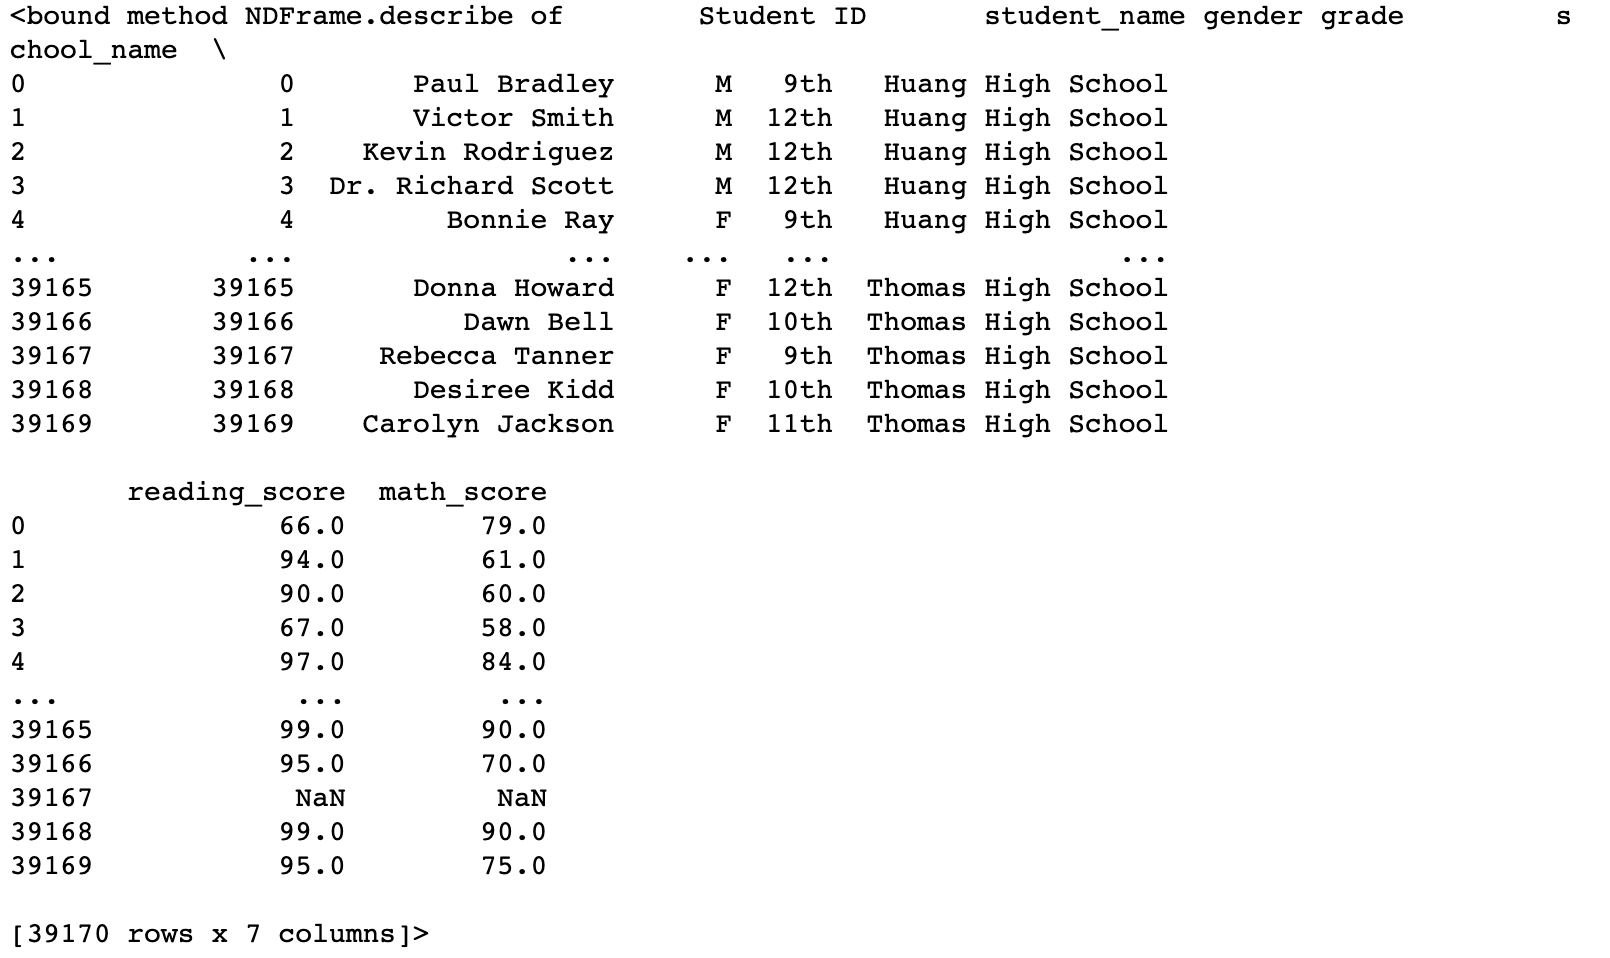 <bound method NDFrame.describe of        Student ID       student_name gender grade         s
chool_name  \
0               0       Paul Bradley      M   9th   Huang High School
1               1       Victor Smith      M  12th   Huang High School
2               2    Kevin Rodriguez      M  12th   Huang High School
3               3  Dr. Richard Scott      M  12th   Huang High School
4               4         Bonnie Ray      F   9th   Huang High School
...           ...                ...    ...   ...                 ...
39165       39165      Donna Howard      F  12th  Thomas High School
39166       39166         Dawn Bell      F  10th  Thomas High School
39167       39167    Rebecca Tanner      F   9th  Thomas High School
39168       39168      Desiree Kidd      F  10th  Thomas High School
39169       39169   Carolyn Jackson      F  11th  Thomas High School
       reading_score  math_score
0               66.0        79.0
1               94.0        61.0
2               90.0        60.0
3               67.0        58.0
4               97.0        84.0
...              ...         ...
39165           99.0        90.0
39166           95.0        70.0
39167            NaN         NaN
39168           99.0        90.0
39169           95.0        75.0
[39170 rows x 7 columns]>